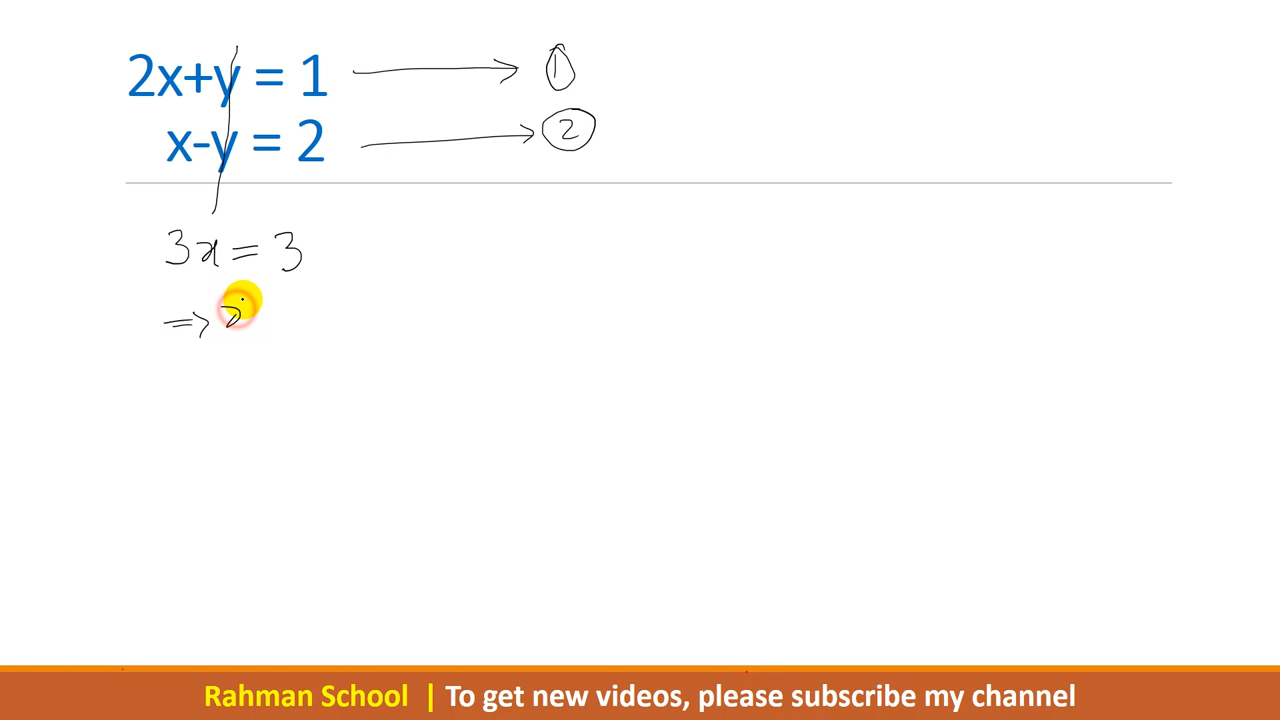 2x+y = 1 ⟶ ①
x-y = 2 ⟶ ②
3x = 3
⇒
Rahman School | To get new videos, please subscribe my channel